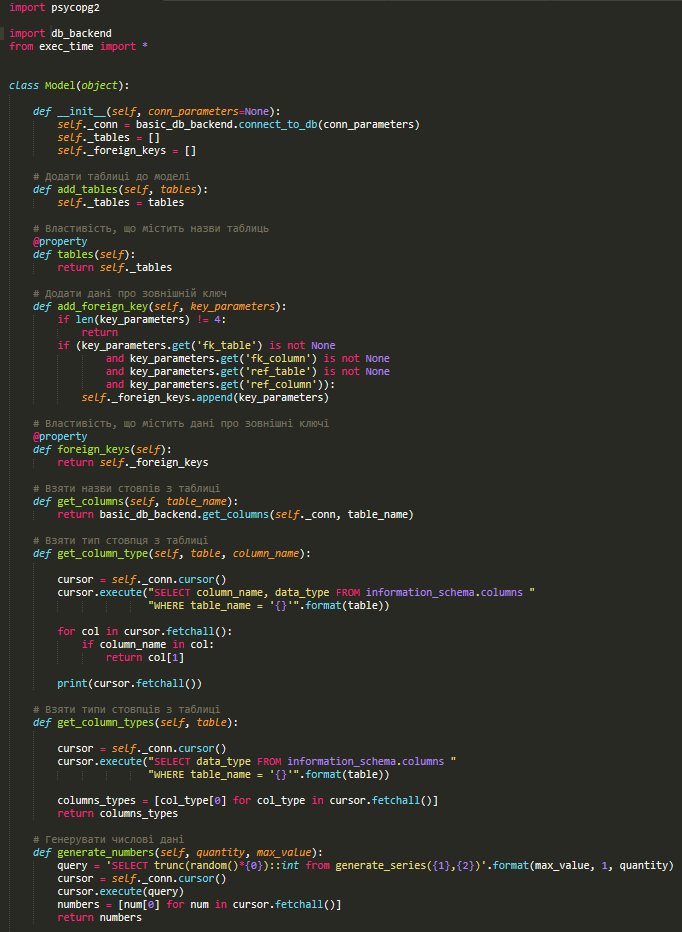 import psycopg2
import db_backend
from exec_time import *
class Model(object):
def __init__(self, conn_parameters=None):
self._conn = basic_db_backend.connect_to_db(conn_parameters)
self._tables = []
self._foreign_keys = []
# Додати таблиці до моделі
def add_tables(self, tables):
self._tables = tables
# Властивість, що містить назви таблиць
@property
def tables(self):
return self._tables
# Додати дані про зовнішній ключ
def add_foreign_key(self, key_parameters):
if len(key_parameters) != 4:
return
if (key_parameters.get('fk_table') is not None
and key_parameters.get('fk_column') is not None
and key_parameters.get('ref_table') is not None
and key_parameters.get('ref_column')):
self._foreign_keys.append(key_parameters)
# Властивість, що містить дані про зовнішні ключі
@property
def foreign_keys(self):
return self._foreign_keys
# Взяти назви стовпів з таблиці
def get_columns(self, table_name):
return basic_db_backend.get_columns(self._conn, table_name)
# Взяти тип стовпця з таблиці
def get_column_type(self, table, column_name):
cursor = self._conn.cursor()
cursor.execute("SELECT column_name, data_type FROM information_schema.columns "
"WHERE table_name = '{}'".format(table))
for col in cursor.fetchall():
if column_name in col:
return col[1]
print(cursor.fetchall())
# Взяти типи стовпців з таблиці
def get_column_types(self, table):
cursor = self._conn.cursor()
cursor.execute("SELECT data_type FROM information_schema.columns "
"WHERE table_name = '{}'".format(table))
columns_types = [col_type[0] for col_type in cursor.fetchall()]
return columns_types
# Генерувати числові дані
def generate_numbers(self, quantity, max_value):
query = 'SELECT trunc(random()*{0})::int from generate_series({1},{2})'.format(max_value, 1, quantity)
cursor = self._conn.cursor()
cursor.execute(query)
numbers = [num[0] for num in cursor.fetchall()]
return numbers